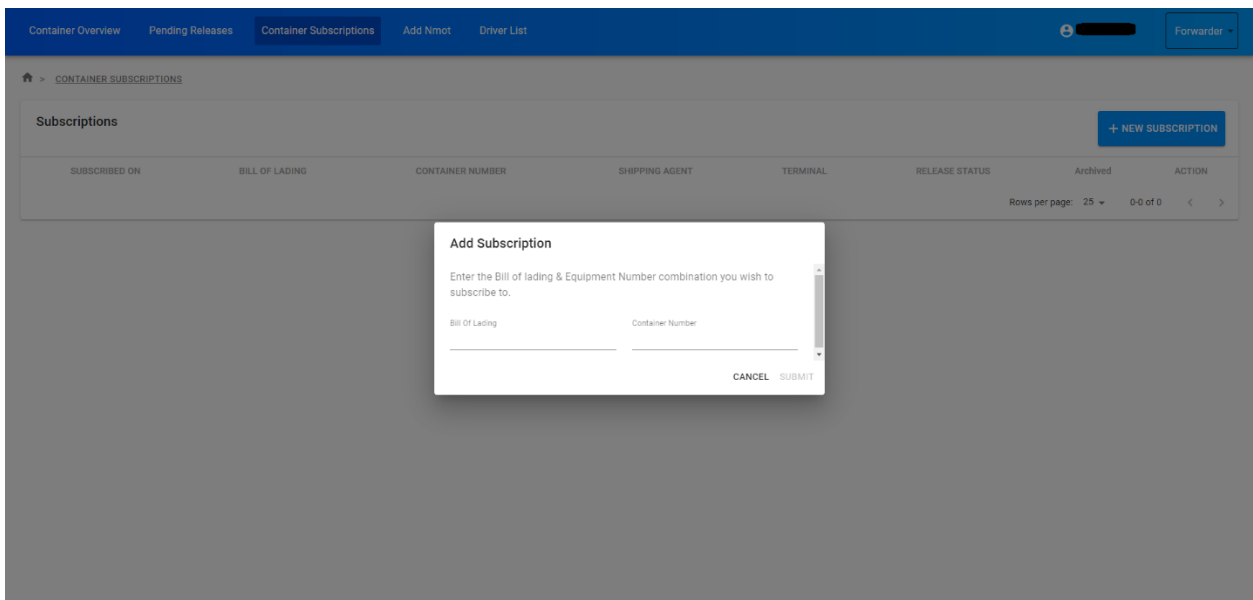 Container Overview Pending Releases Container Subscriptions Add Nmot Driver List Forwarder
> CONTAINER SUBSCRIPTIONS
Subscriptions
+ NEW SUBSCRIPTION
SUBSCRIBED ON BILL OF LADING CONTAINER NUMBER SHIPPING AGENT TERMINAL RELEASE STATUS Archived ACTION
Rows per page: 25 0-0 of 0 < >
Add Subscription
Enter the Bill of lading & Equipment Number combination you wish to
subscribe to.
Bill Of Lading Container Number
CANCEL SUBMIT